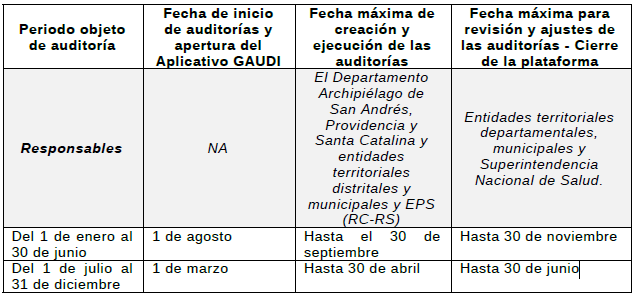 Periodo objeto
de auditoría
Fecha de inicio
de auditorías y
apertura del
Aplicativo GAUDI
Fecha máxima de
creación y
ejecución de las
auditorías
Fecha máxima para
revisión y ajustes de
las auditorías - Cierre
de la plataforma
Responsables
NA
El Departamento
Archipiélago de
San Andrés,
Providencia y
Santa Catalina y
entidades
territoriales
distritales y
municipales y EPS
(RC-RS)
Entidades territoriales
departamentales,
municipales y
Superintendencia
Nacional de Salud.
Del 1 de enero al
30 de junio
1 de agosto
Hasta el 30 de
septiembre
Hasta 30 de noviembre
Del 1 de julio al
31 de diciembre
1 de marzo
Hasta 30 de abril
Hasta 30 de junio